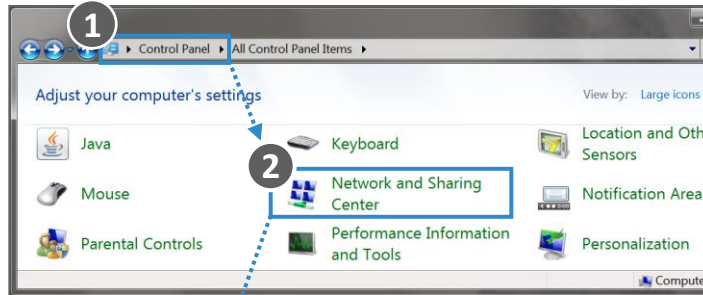 1
Control Panel ▸ All Control Panel Items ▸
Adjust your computer's settings
View by: Large icons
Java
Keyboard
Location and Oth
Sensors
2
Mouse
Network and Sharing
Center
Notification Area
Parental Controls
Performance Information
and Tools
Personalization
Compute